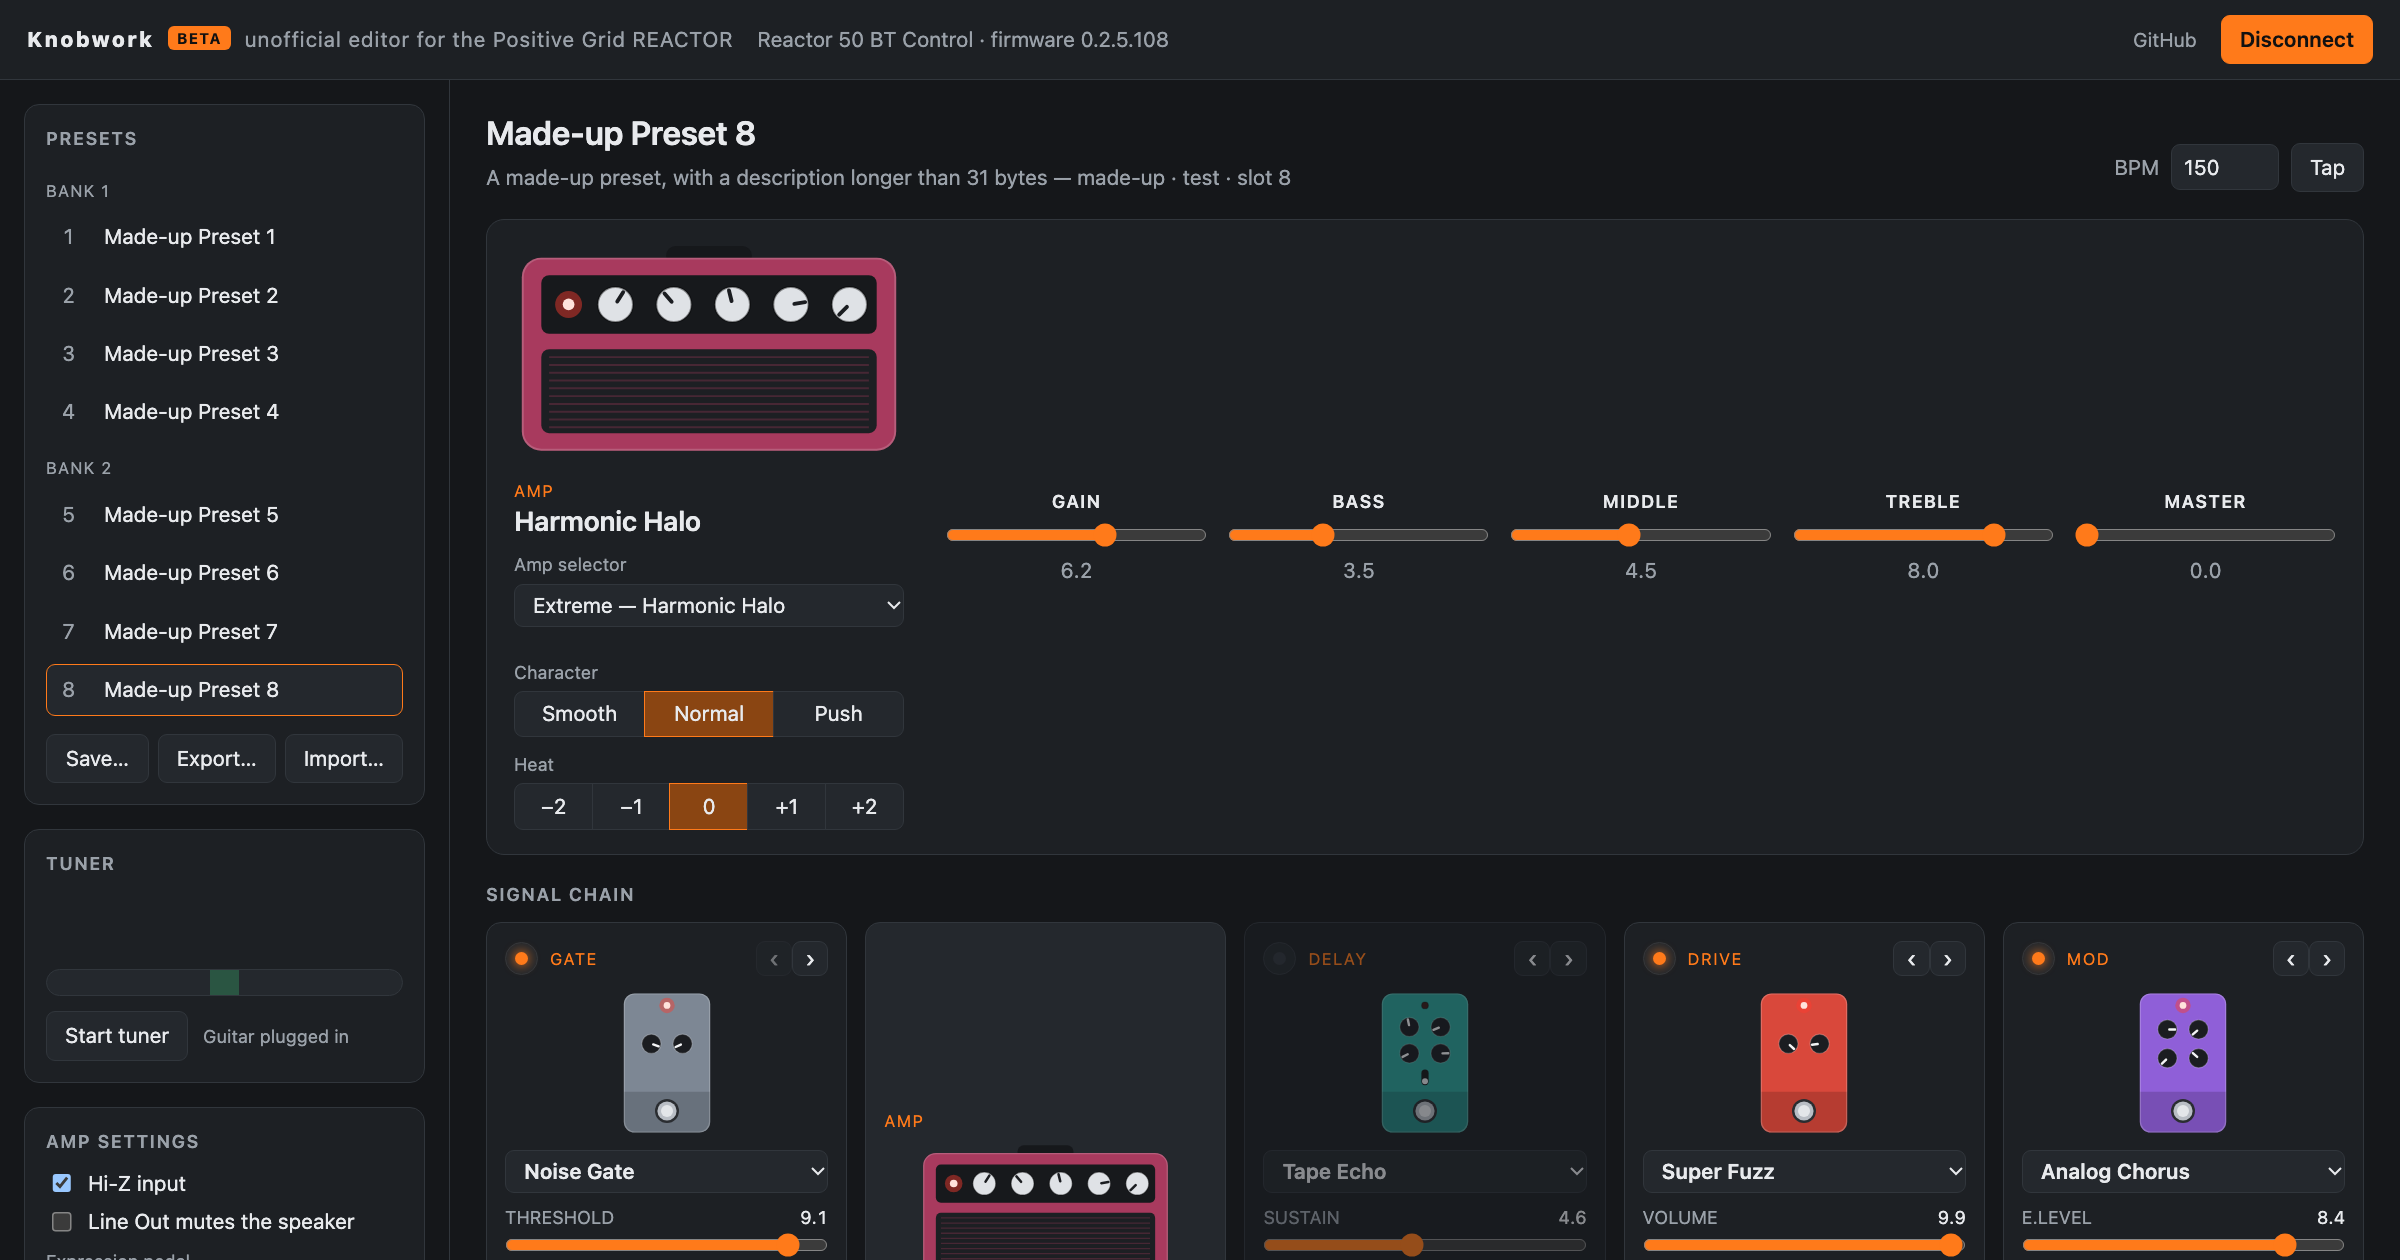 Knobwork BETA unofficial editor for the Positive Grid REACTOR Reactor 50 BT Control · firmware 0.2.5.108 GitHub Disconnect
PRESETS
BANK 1
1 Made-up Preset 1
2 Made-up Preset 2
3 Made-up Preset 3
4 Made-up Preset 4
BANK 2
5 Made-up Preset 5
6 Made-up Preset 6
7 Made-up Preset 7
8 Made-up Preset 8
Save... Export... Import...
TUNER
Start tuner Guitar plugged in
AMP SETTINGS
Hi-Z input
Line Out mutes the speaker
Expression pedal
Made-up Preset 8
A made-up preset, with a description longer than 31 bytes — made-up · test · slot 8
BPM 150 Tap
AMP
Harmonic Halo
Amp selector
Extreme — Harmonic Halo
Character
Smooth Normal Push
Heat
−2 −1 0 +1 +2
GAIN BASS MIDDLE TREBLE MASTER
6.2 3.5 4.5 8.0 0.0
SIGNAL CHAIN
GATE
Noise Gate
THRESHOLD 9.1
AMP
DELAY
Tape Echo
SUSTAIN 4.6
DRIVE
Super Fuzz
VOLUME 9.9
MOD
Analog Chorus
E.LEVEL 8.4